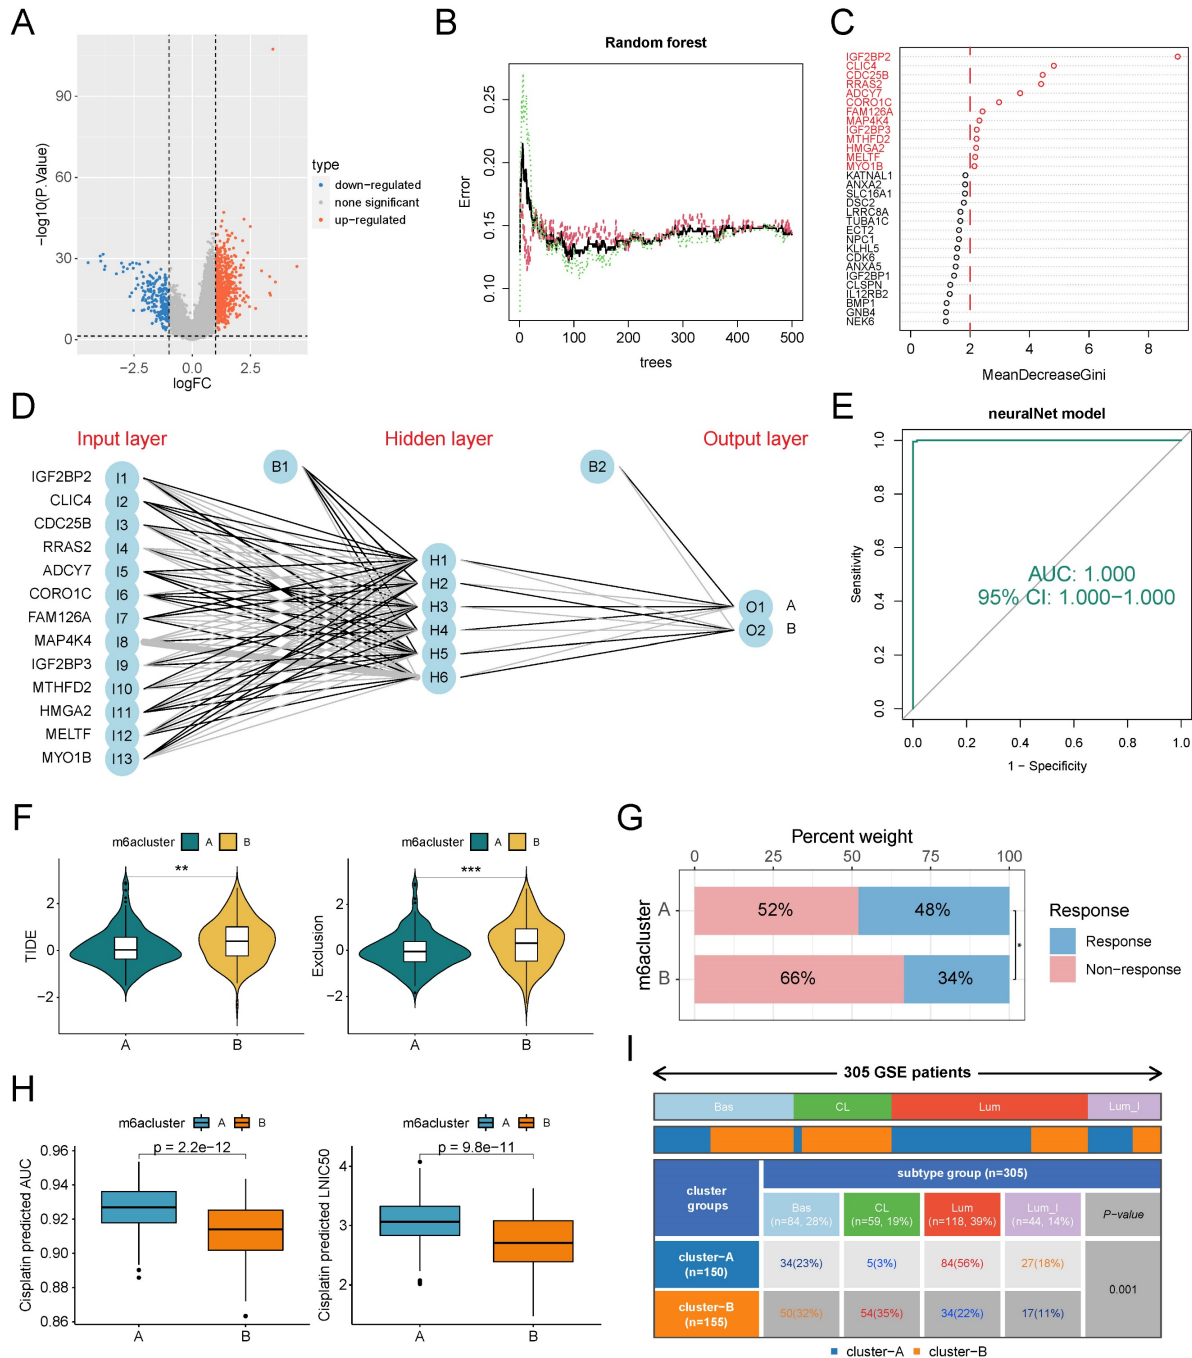 A
−log10(P.Value)
90
60
30
0
−2.5
0.0
2.5
logFC
type
down-regulated
none significant
up-regulated
B
Random forest
Error
0.25
0.20
0.15
0.10
0
100
200
300
400
500
trees
C
IGF2BP2
CLIC4
CDC25B
RRAS2
ADCY7
CORO1C
FAM126A
MAP4K4
IGF2BP3
MTHFD2
HMGA2
MELTF
MYO1B
KATNAL1
ANXA2
SLC16A1
DSC2
LRRC8A
TUBA1C
ECT2
NPC1
KLHL5
CDK6
ANXA5
IGF2BP1
CLSPN
IL12RB2
BMP1
GNB4
NEK6
0
2
4
6
8
MeanDecreaseGini
D
Input layer
Hidden layer
Output layer
B1
B2
IGF2BP2 I1
CLIC4 I2
CDC25B I3
RRAS2 I4
ADCY7 I5
CORO1C I6
FAM126A I7
MAP4K4 I8
IGF2BP3 I9
MTHFD2 I10
HMGA2 I11
MELTF I12
MYO1B I13
H1
H2
H3
H4
H5
H6
O1 A
O2 B
E
neuralNet model
Sensitivity
1.0
0.8
0.6
0.4
0.2
0.0
AUC: 1.000
95% CI: 1.000−1.000
0.0
0.2
0.4
0.6
0.8
1.0
1 − Specificity
F
m6acluster A B
**
TIDE
2
0
−2
A
B
m6acluster A B
***
Exclusion
2
0
−2
A
B
G
Percent weight
0
25
50
75
100
m6acluster
A
52%
48%
B
66%
34%
*
Response
Response
Non-response
H
m6acluster A B
p = 2.2e−12
Cisplatin predicted AUC
0.96
0.94
0.92
0.90
0.88
0.86
A
B
m6acluster A B
p = 9.8e−11
Cisplatin predicted LNIC50
4
3
2
A
B
I
305 GSE patients
Bas
CL
Lum
Lum_I
cluster groups
subtype group (n=305)
Bas (n=84, 28%)
CL (n=59, 19%)
Lum (n=118, 39%)
Lum_I (n=44, 14%)
P-value
cluster−A (n=150)
34(23%)
5(3%)
84(56%)
27(18%)
0.001
cluster−B (n=155)
50(32%)
54(35%)
34(22%)
17(11%)
cluster−A
cluster−B